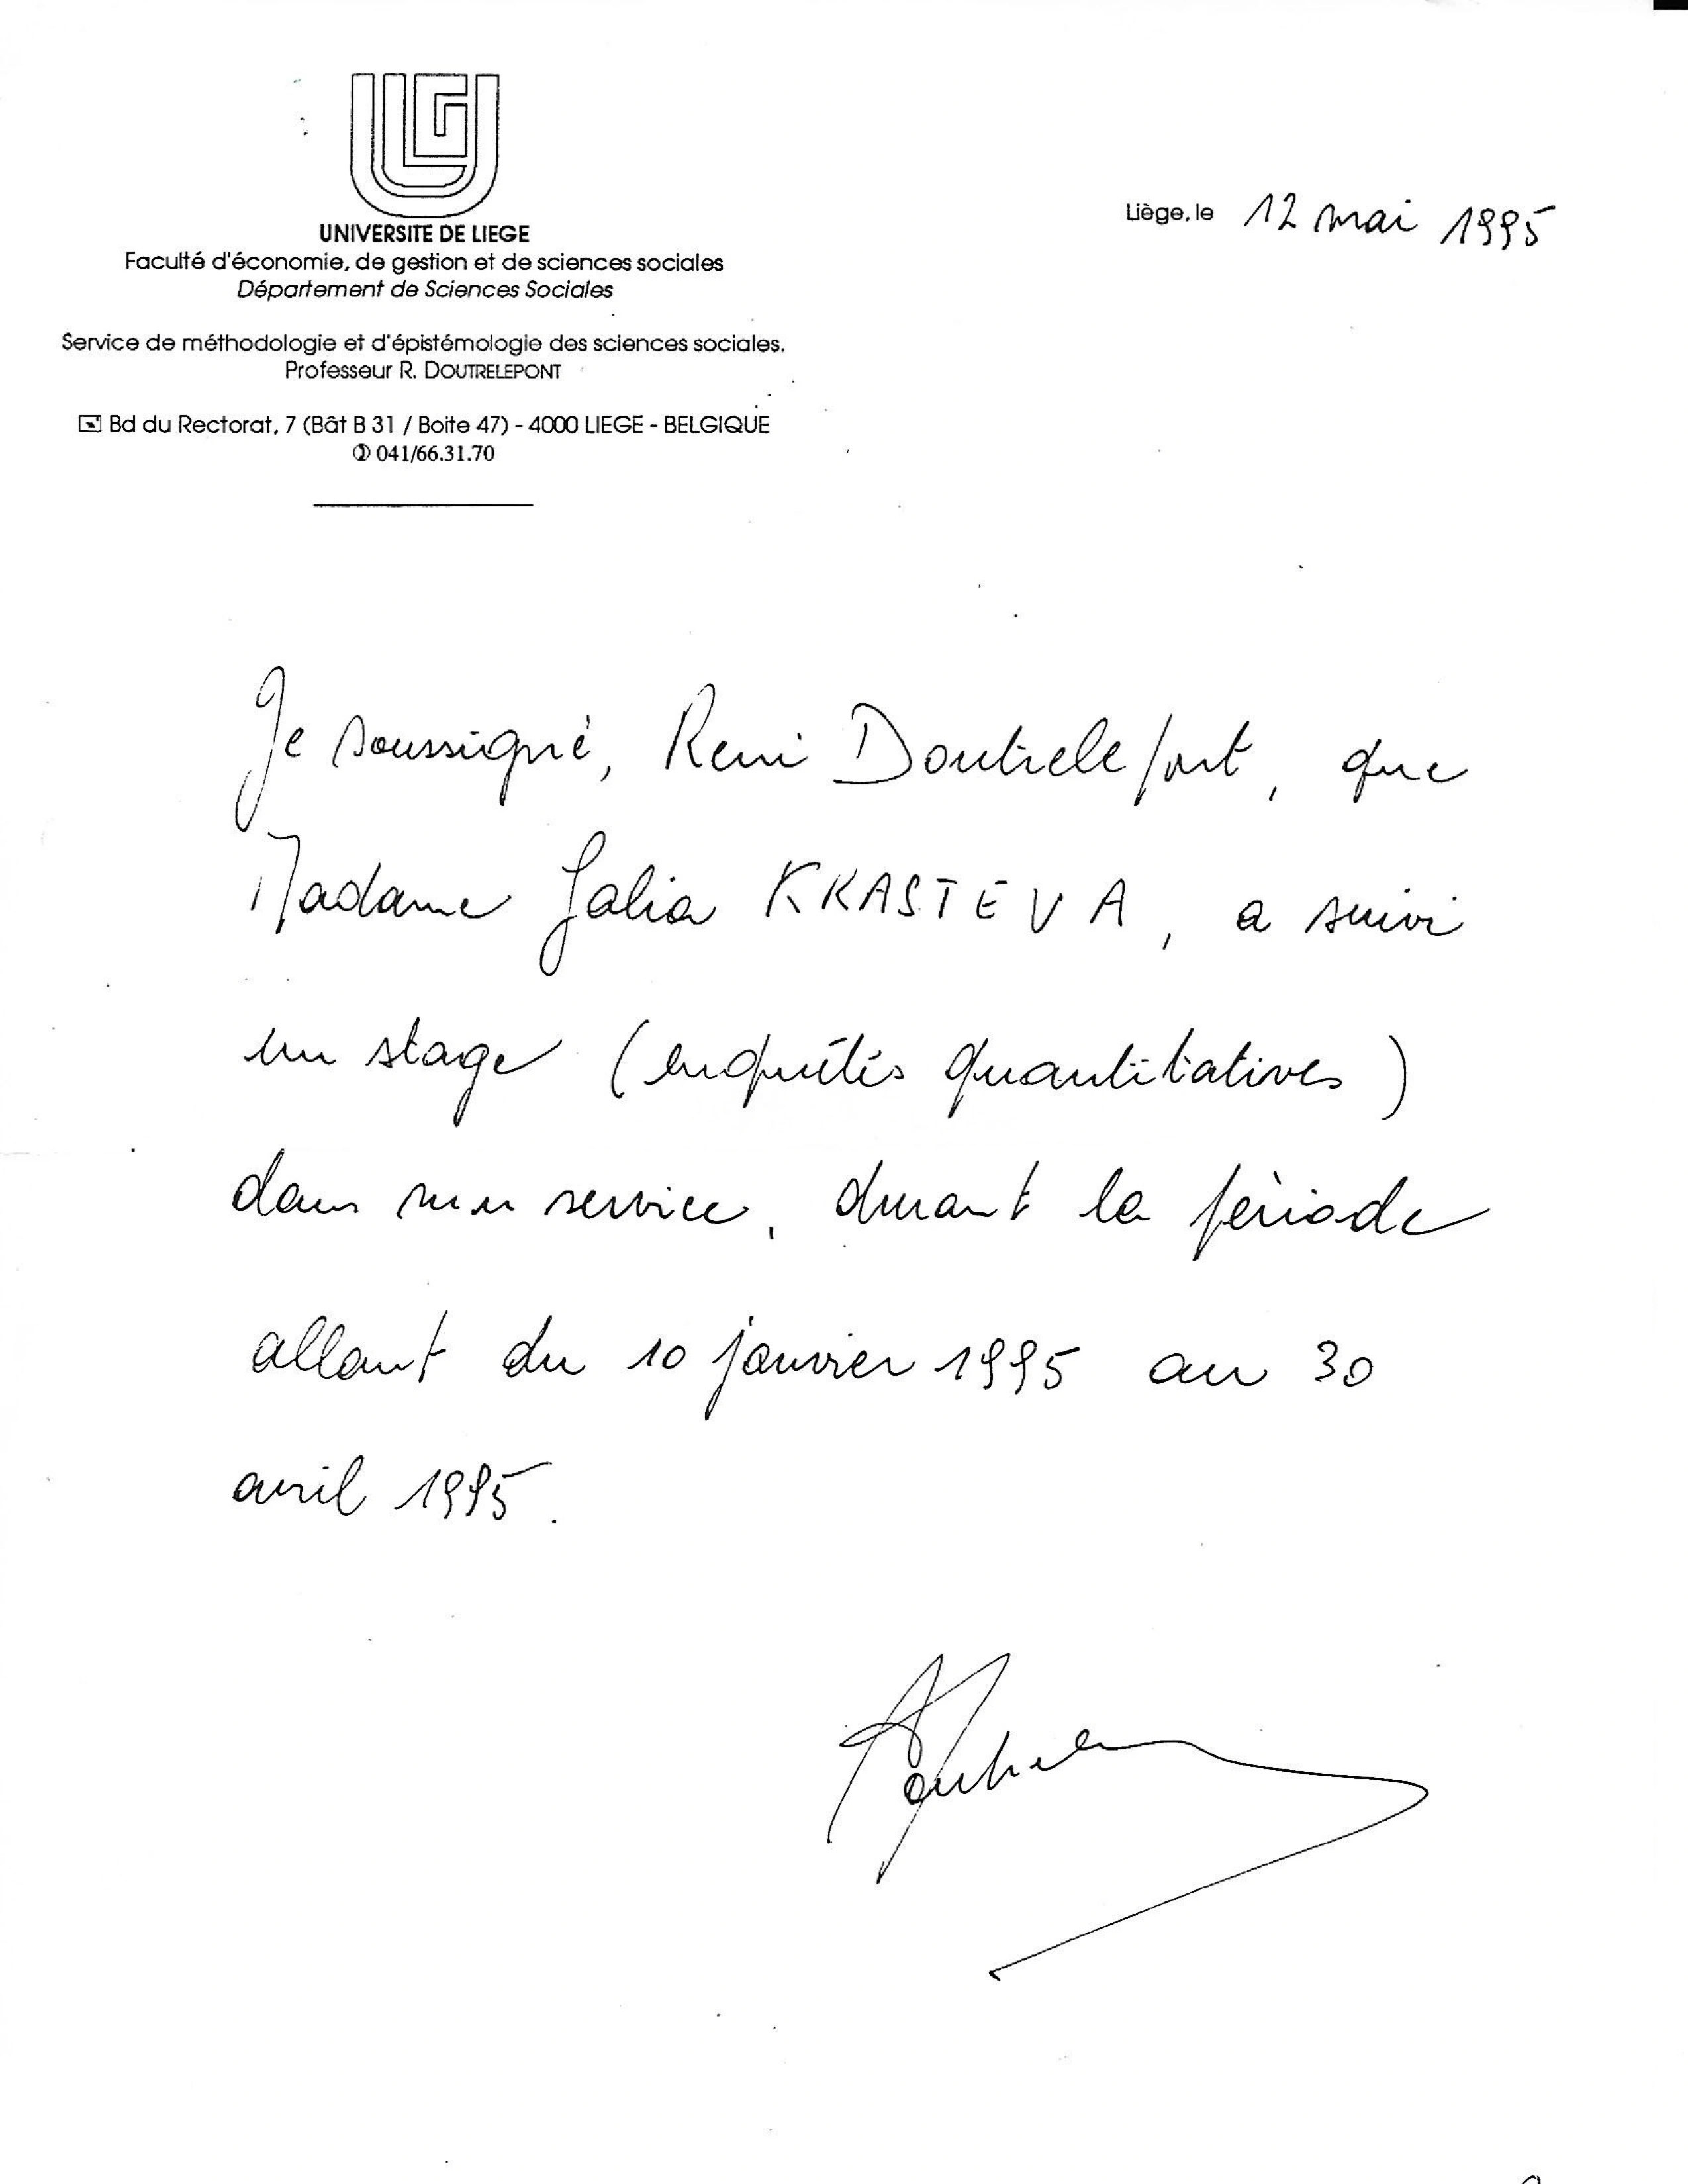 UNIVERSITE DE LIEGE
Faculté d'économie, de gestion et de sciences sociales
Département de Sciences Sociales
Service de méthodologie et d'épistémologie des sciences sociales.
Professeur R. DOUTRELEPONT
Bd du Rectorat, 7 (Bât B 31 / Boite 47) - 4000 LIEGE - BELGIQUE
041/66.31.70
Liège, le 12 mai 1995
Je soussigné, René Doutrelepont, que
Madame Galia KRASTEVA, a suivi
un stage (enquêtes quantitatives)
dans mon service, durant la période
allant du 10 janvier 1995 au 30
avril 1995.